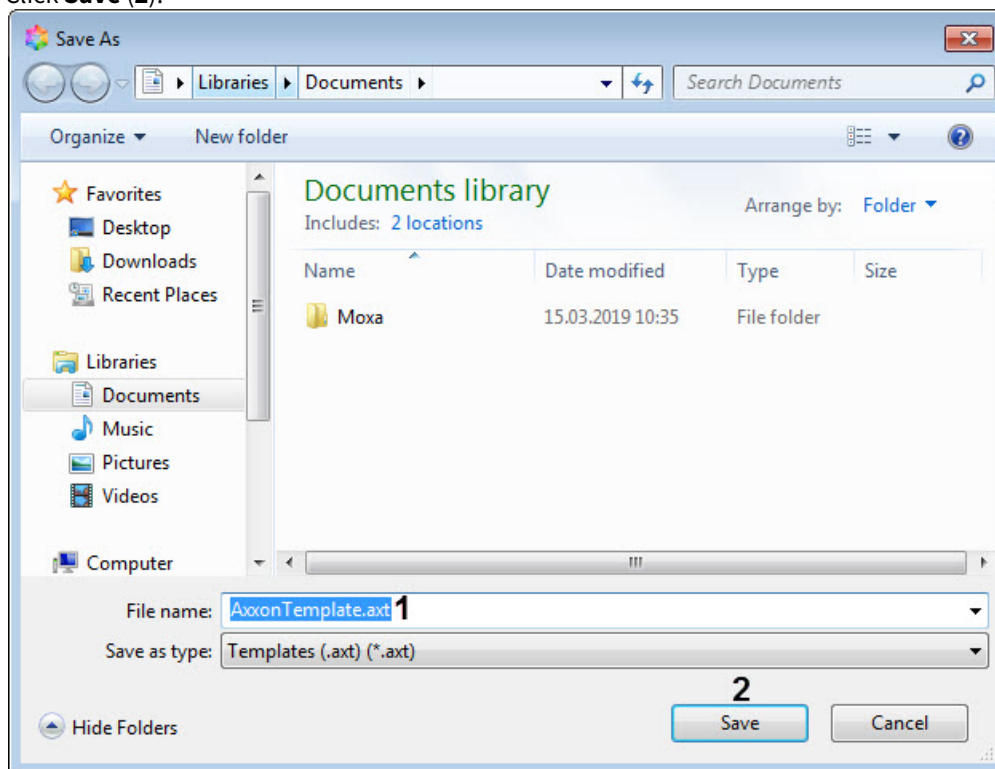 Click Save (2).
Save As
Libraries Documents Search Documents
Organize New folder
Favorites
Desktop
Downloads
Recent Places
Libraries
Documents
Music
Pictures
Videos
Computer
Documents library
Includes: 2 locations
Arrange by: Folder
Name Date modified Type Size
Moxa 15.03.2019 10:35 File folder
File name: AxxonTemplate.axt 1
Save as type: Templates (.axt) (*.axt)
2
Hide Folders Save Cancel